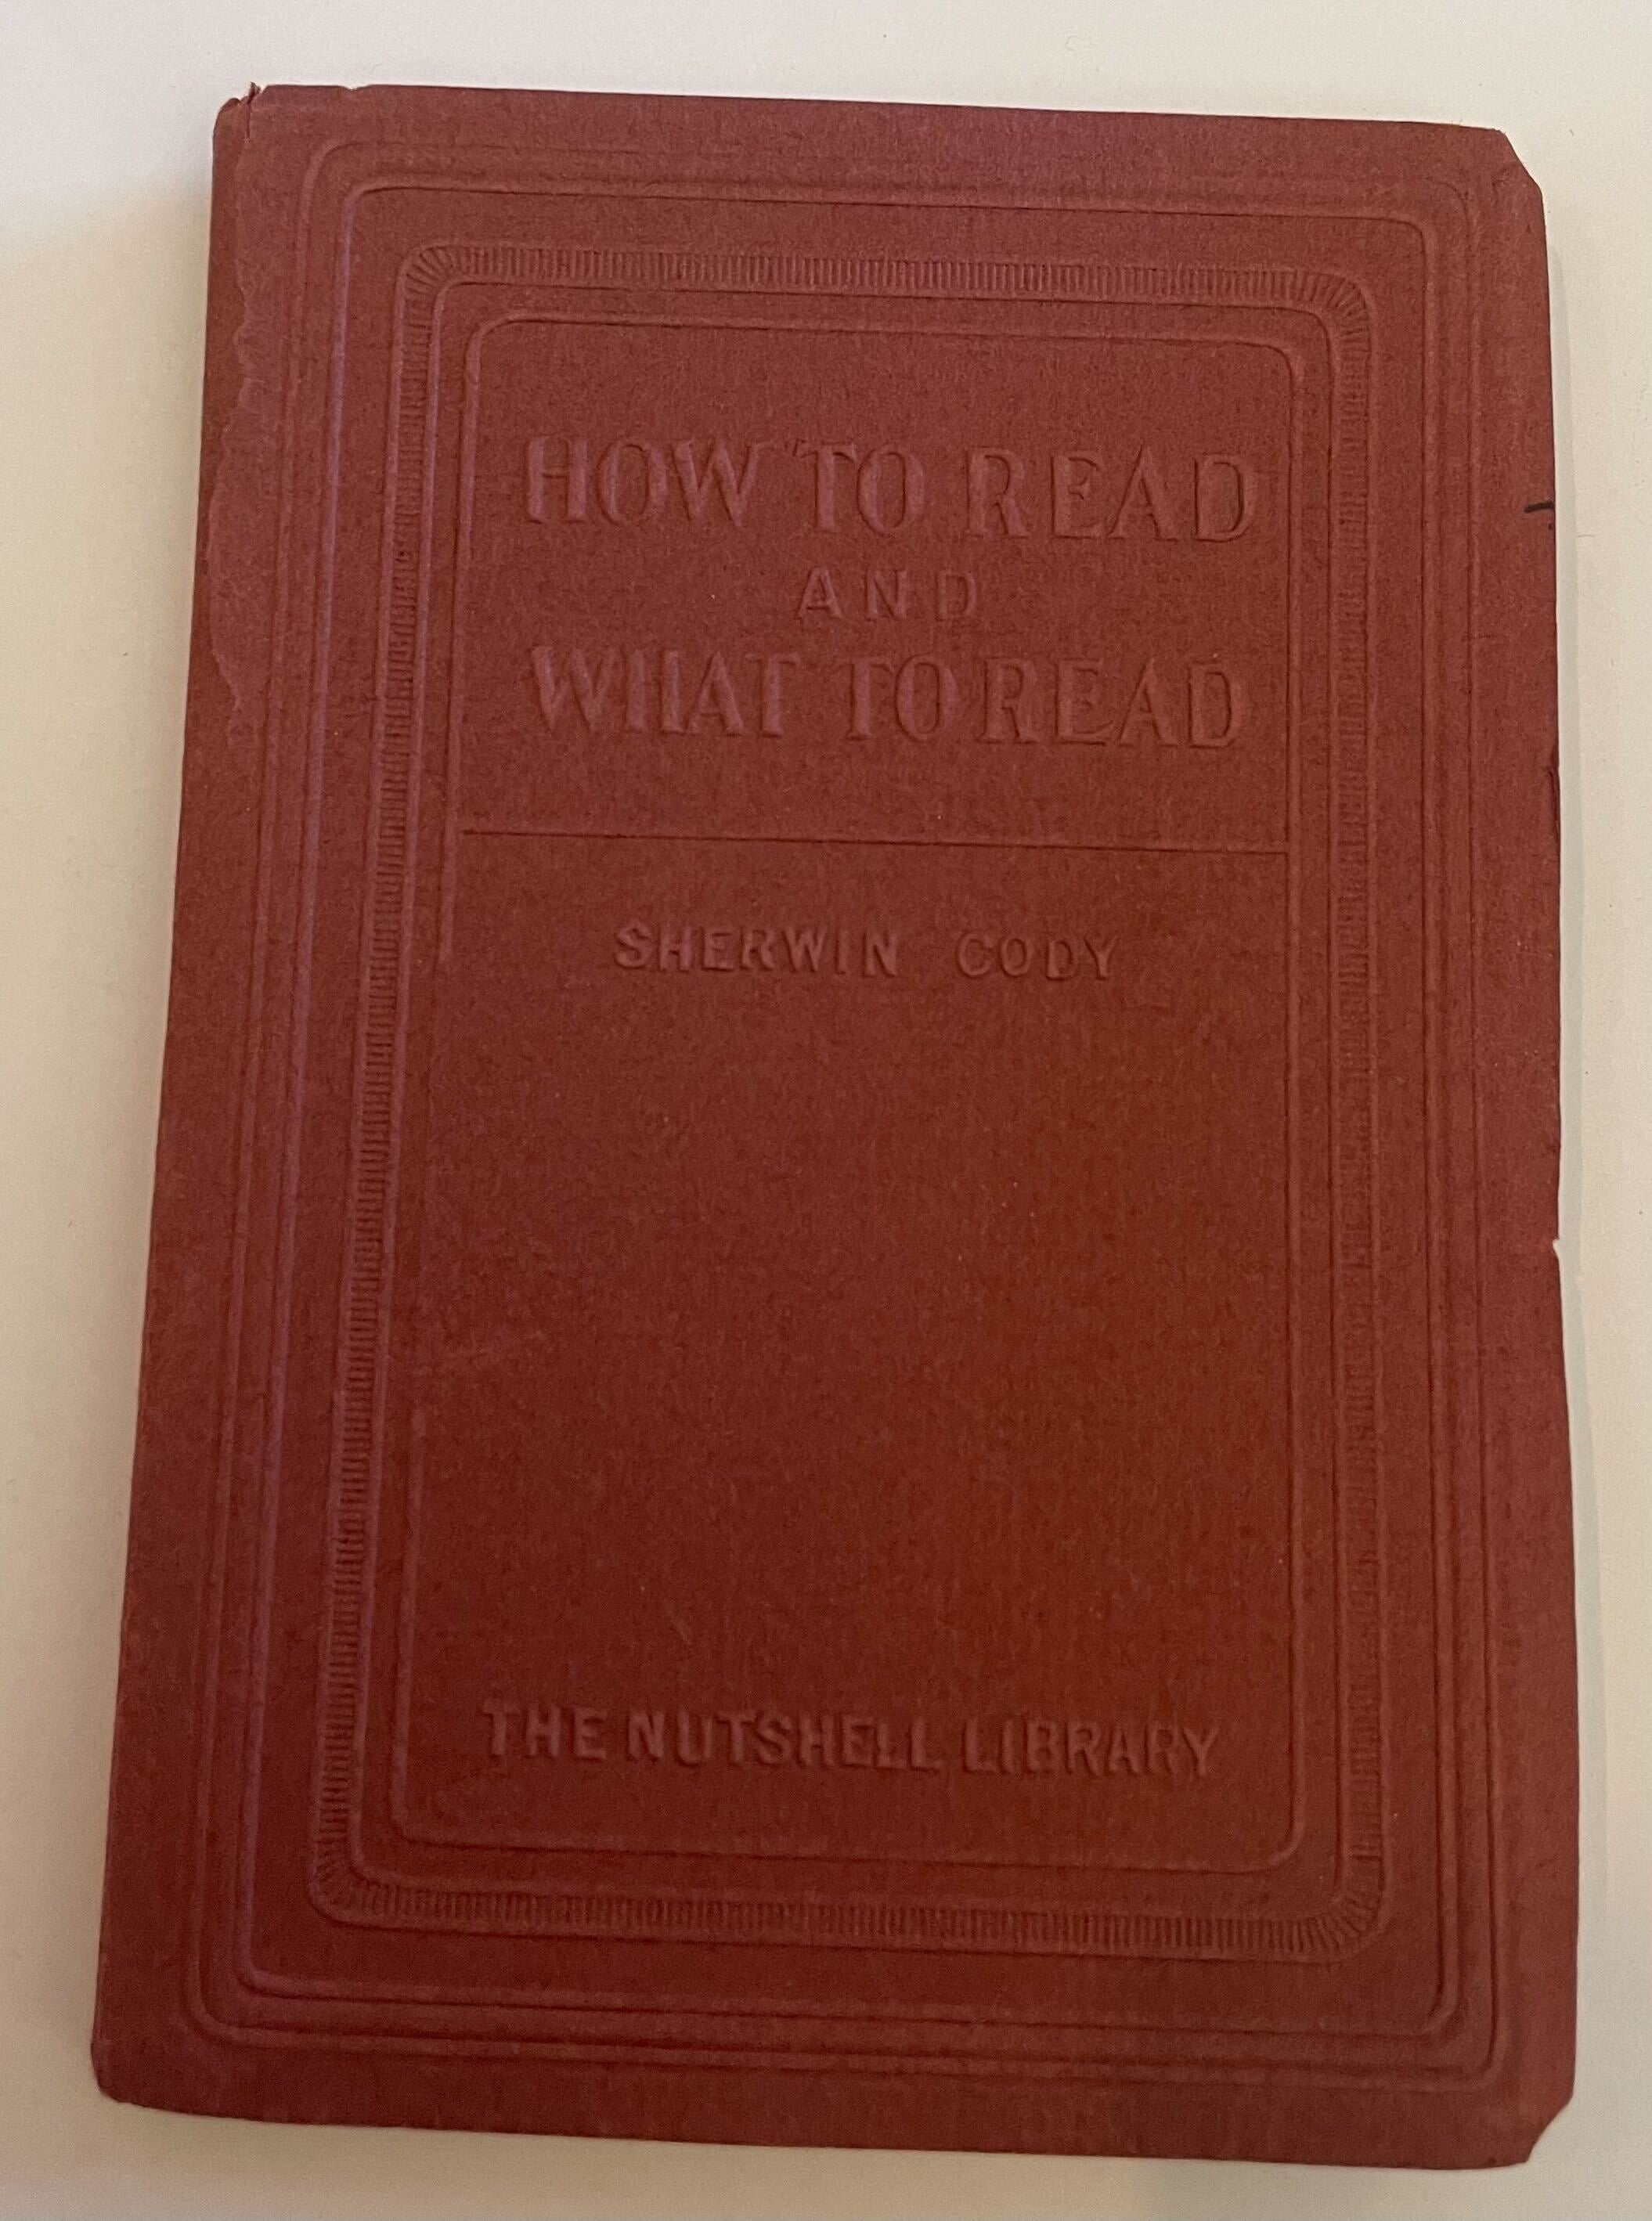 HOW TO READ
AND
WHAT TO READ
SHERWIN CODY
THE NUTSHELL LIBRARY